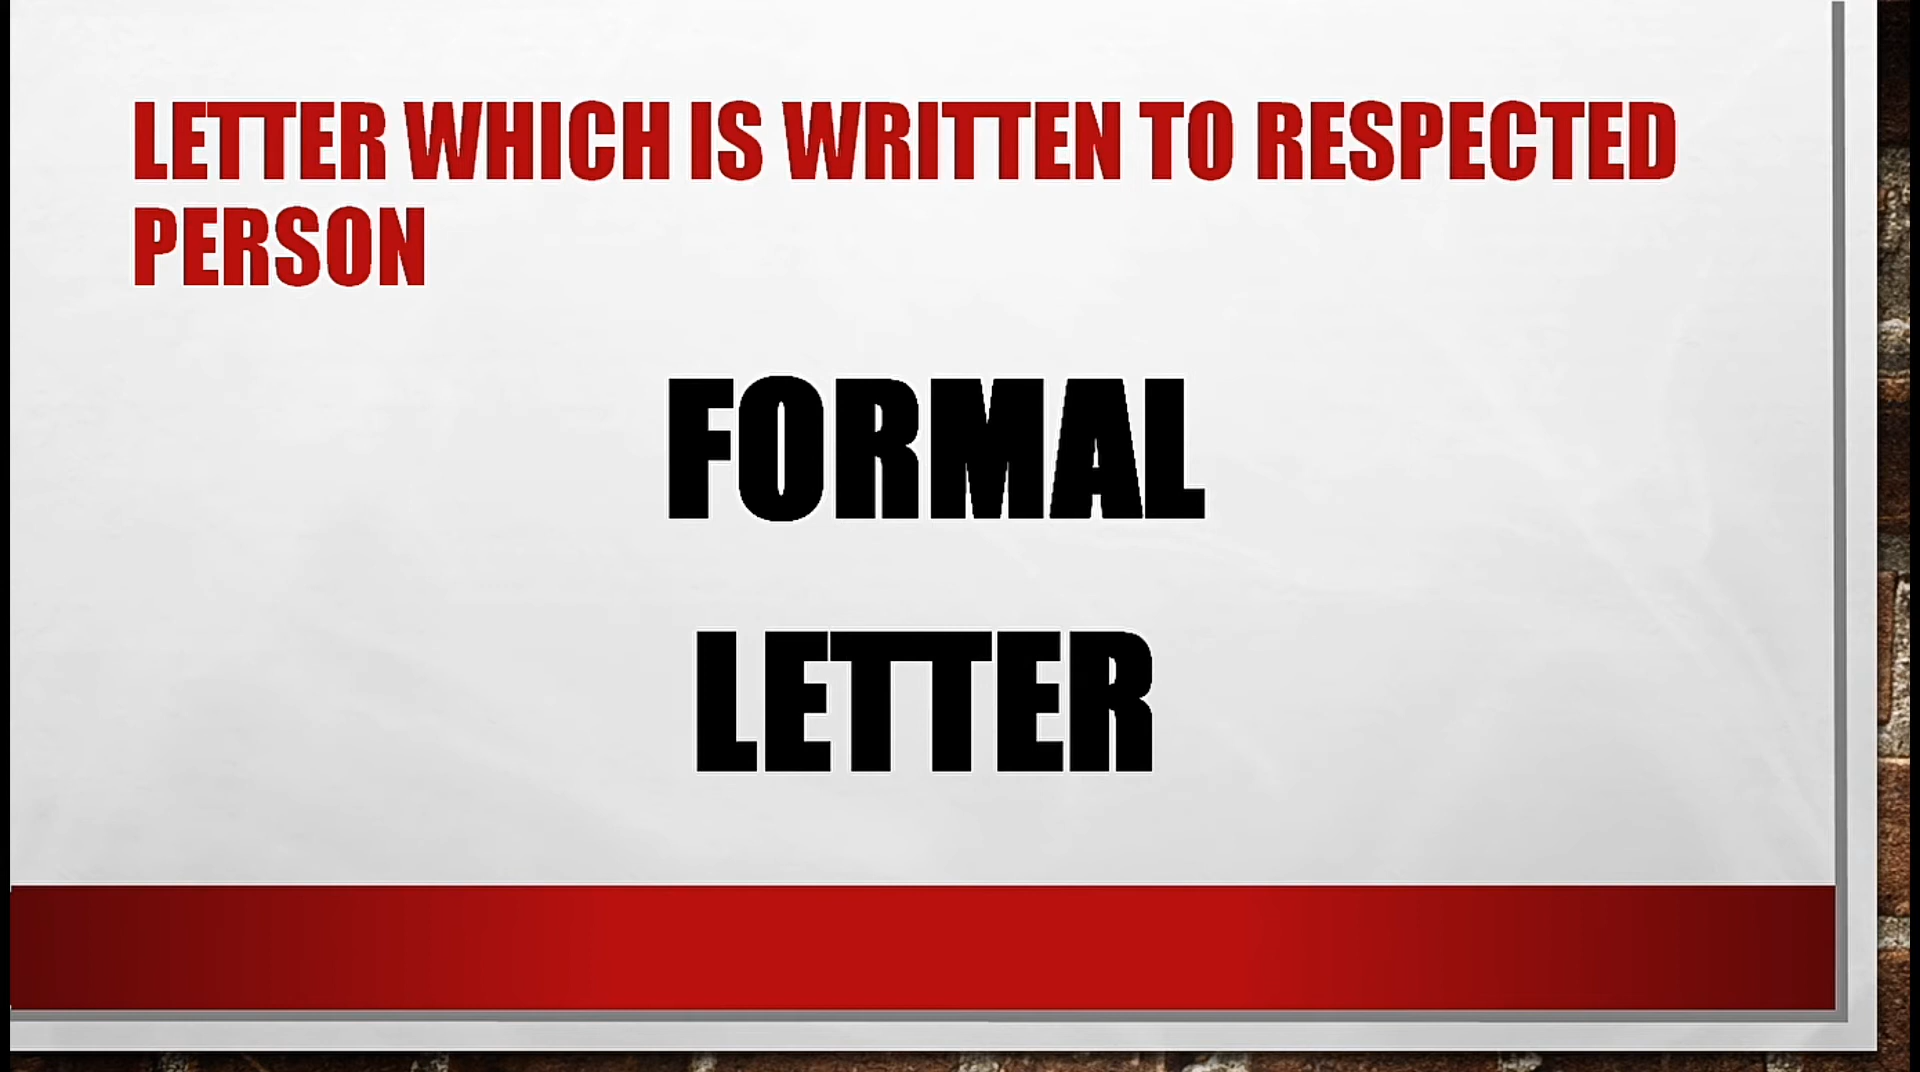 LETTER WHICH IS WRITTEN TO RESPECTED
PERSON
FORMAL
LETTER